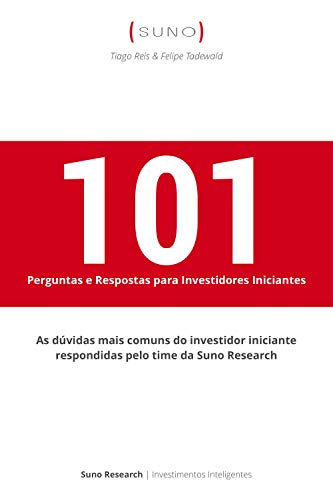 (SUNO)
Tiago Reis & Felipe Tadewald
101
Perguntas e Respostas para Investidores Iniciantes
As dúvidas mais comuns do investidor iniciante
respondidas pelo time da Suno Research
Suno Research | Investimentos Inteligentes